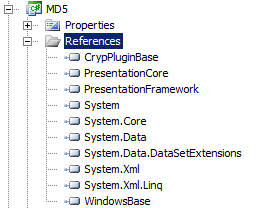 MD5
Properties
References
CrypPluginBase
PresentationCore
PresentationFramework
System
System.Core
System.Data
System.Data.DataSetExtensions
System.Xml
System.Xml.Linq
WindowsBase